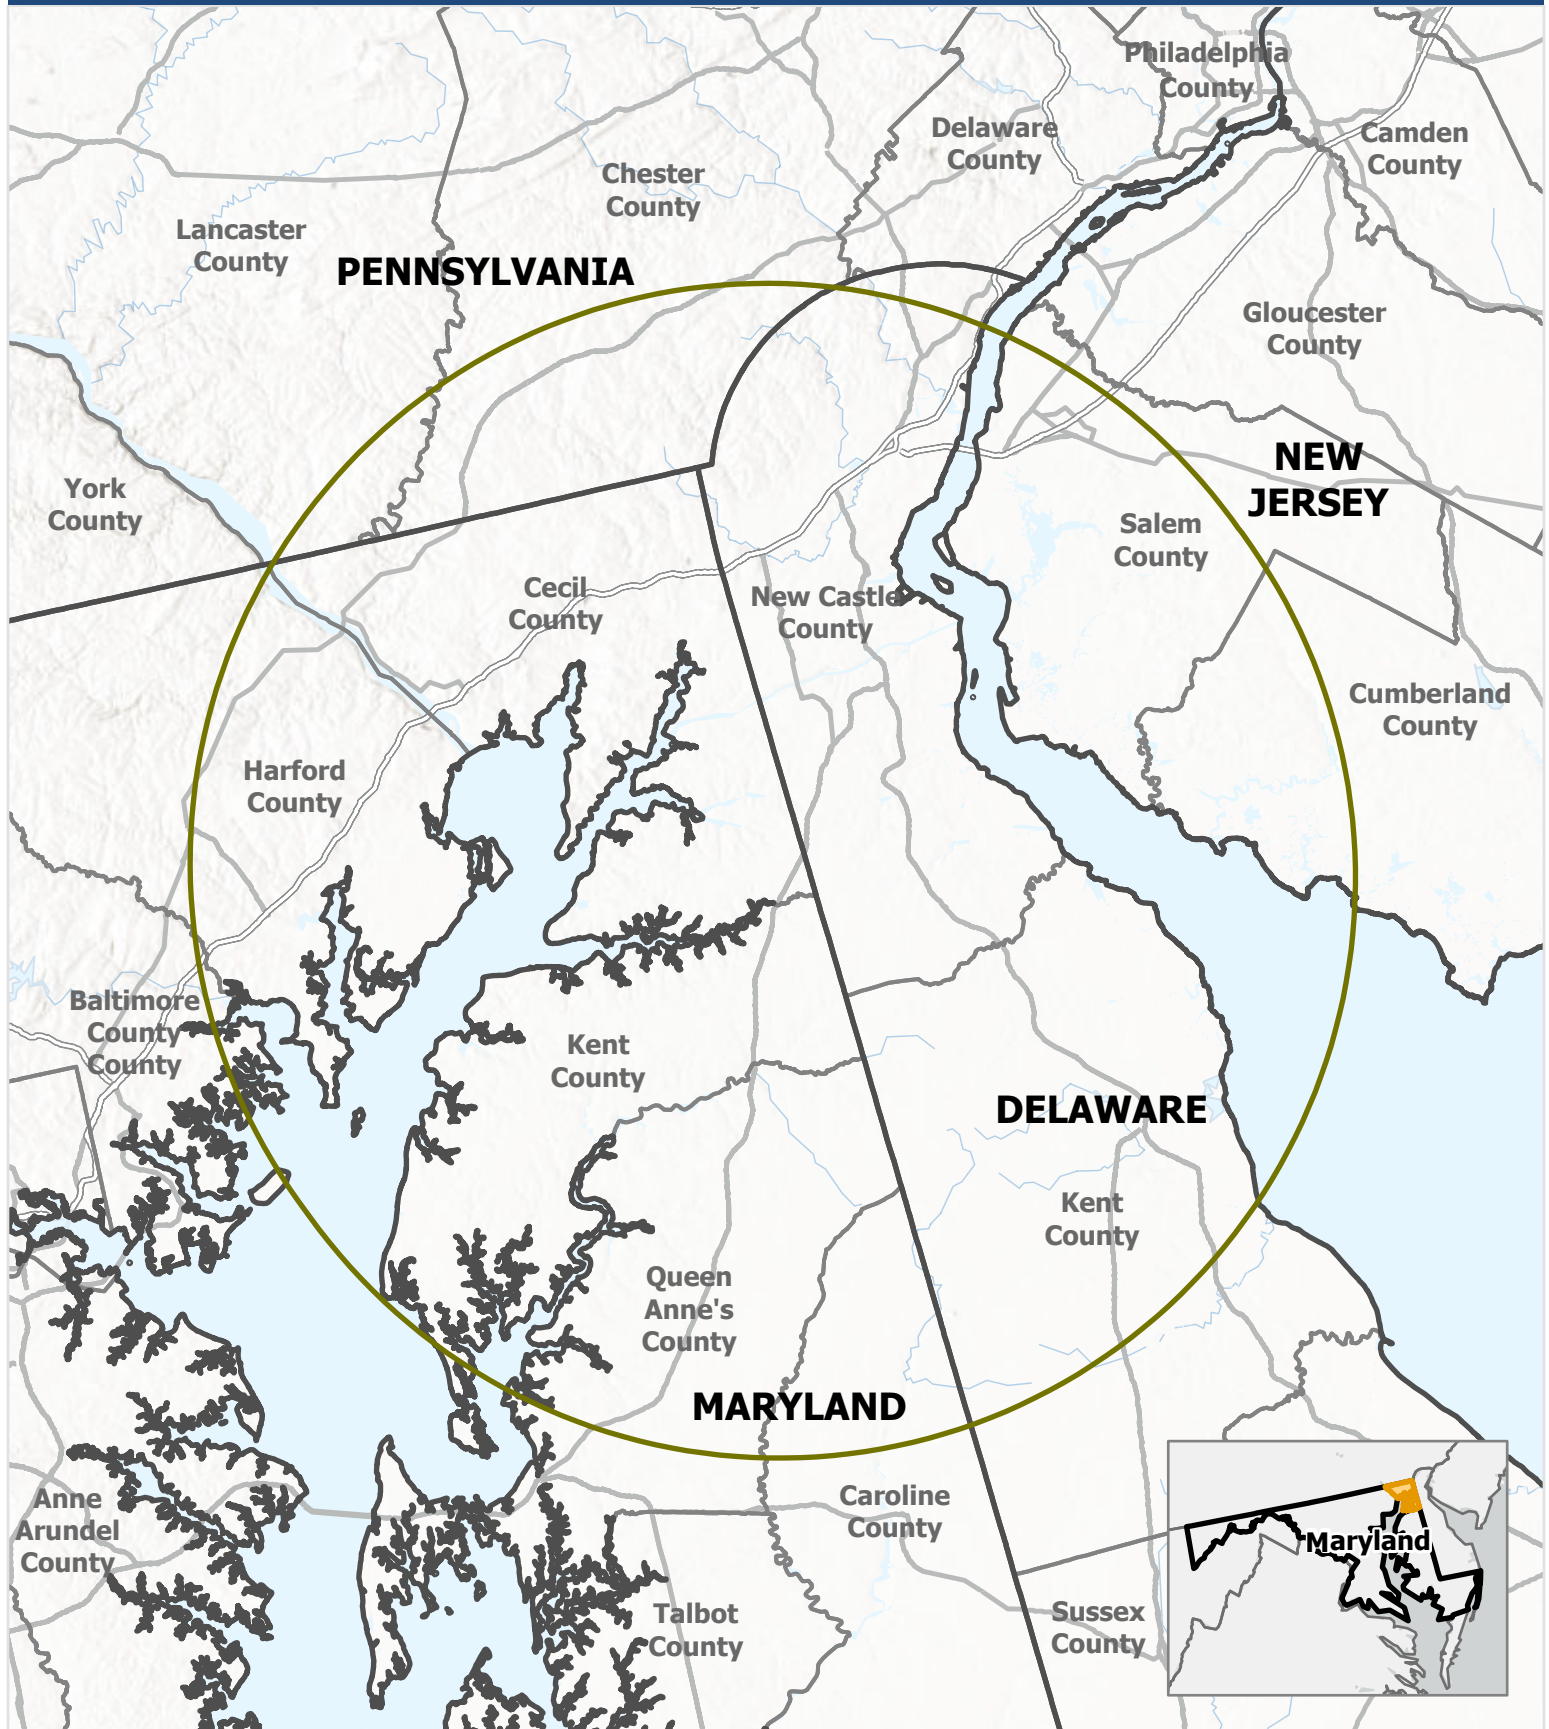 Philadelphia
County
Delaware
County
Camden
County
Chester
County
Lancaster
County
PENNSYLVANIA
Gloucester
County
NEW
JERSEY
York
County
Salem
County
Cecil
County
New Castle
County
Cumberland
County
Harford
County
Baltimore
County
County
Kent
County
DELAWARE
Kent
County
Queen
Anne's
County
MARYLAND
Anne
Arundel
County
Caroline
County
Maryland
Talbot
County
Sussex
County